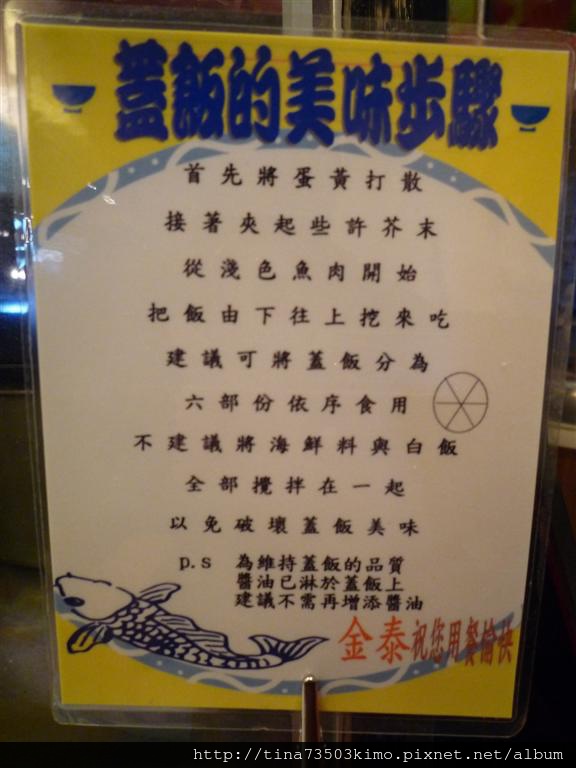 蓋飯的美味步驟
首先將蛋黃打散
接著夾起些許芥末
從淺色魚肉開始
把飯由下往上挖來吃
建議可將蓋飯分為
六部份依序食用
不建議將海鮮料與白飯
全部攪拌在一起
以免破壞蓋飯美味
p.s 為維持蓋飯的品質
醬油已淋於蓋飯上
建議不需再增添醬油
金泰祝您用餐愉快
http://tina73503kimo.pixnet.net/album